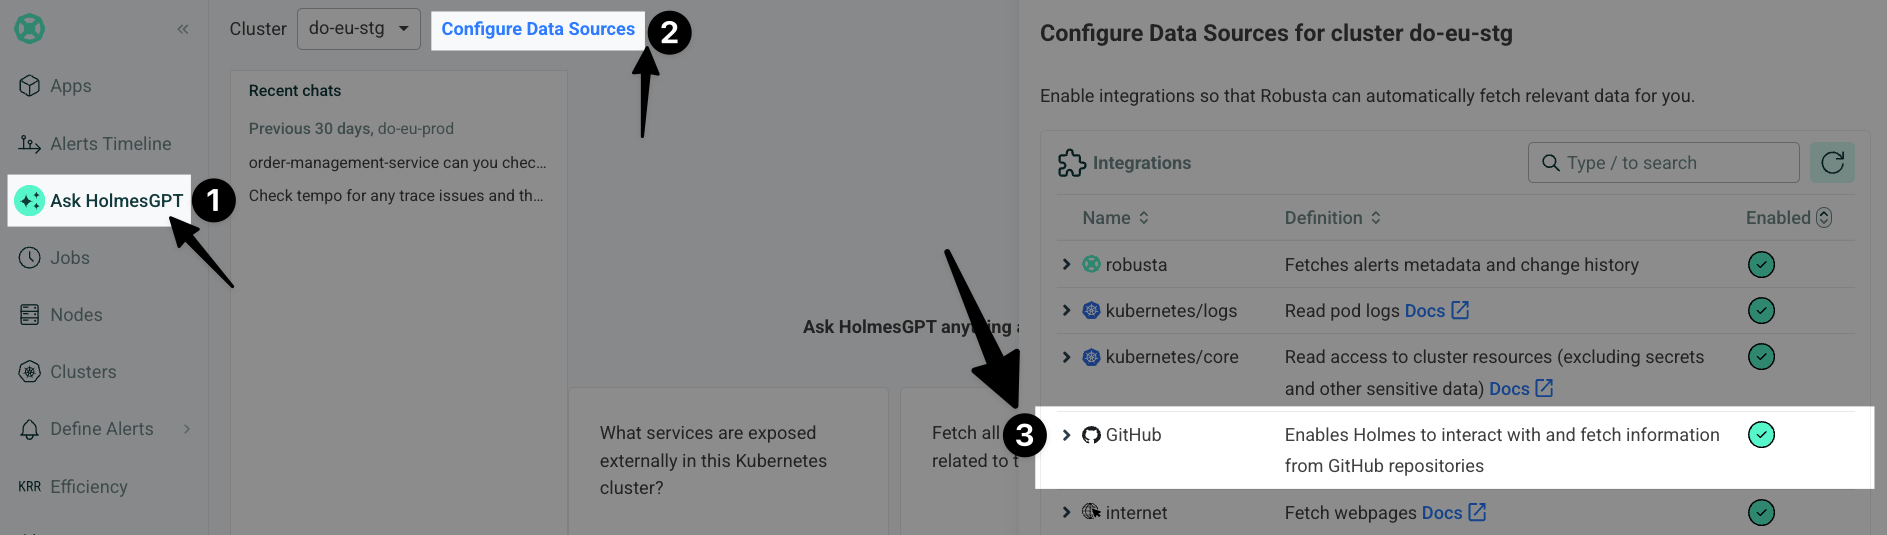 Cluster do-eu-stg Configure Data Sources 2
Apps
Alerts Timeline
Ask HolmesGPT 1
Jobs
Nodes
Clusters
Define Alerts
KRR Efficiency
Recent chats
Previous 30 days, do-eu-prod
order-management-service can you chec...
Check tempo for any trace issues and th...
Ask HolmesGPT
What services are exposed
externally in this Kubernetes
cluster?
Fetch all
related to
Configure Data Sources for cluster do-eu-stg
Enable integrations so that Robusta can automatically fetch relevant data for you.
Integrations Type / to search
Name Definition Enabled
robusta Fetches alerts metadata and change history
kubernetes/logs Read pod logs Docs
kubernetes/core Read access to cluster resources (excluding secrets
and other sensitive data) Docs
3 GitHub Enables Holmes to interact with and fetch information
from GitHub repositories
internet Fetch webpages Docs